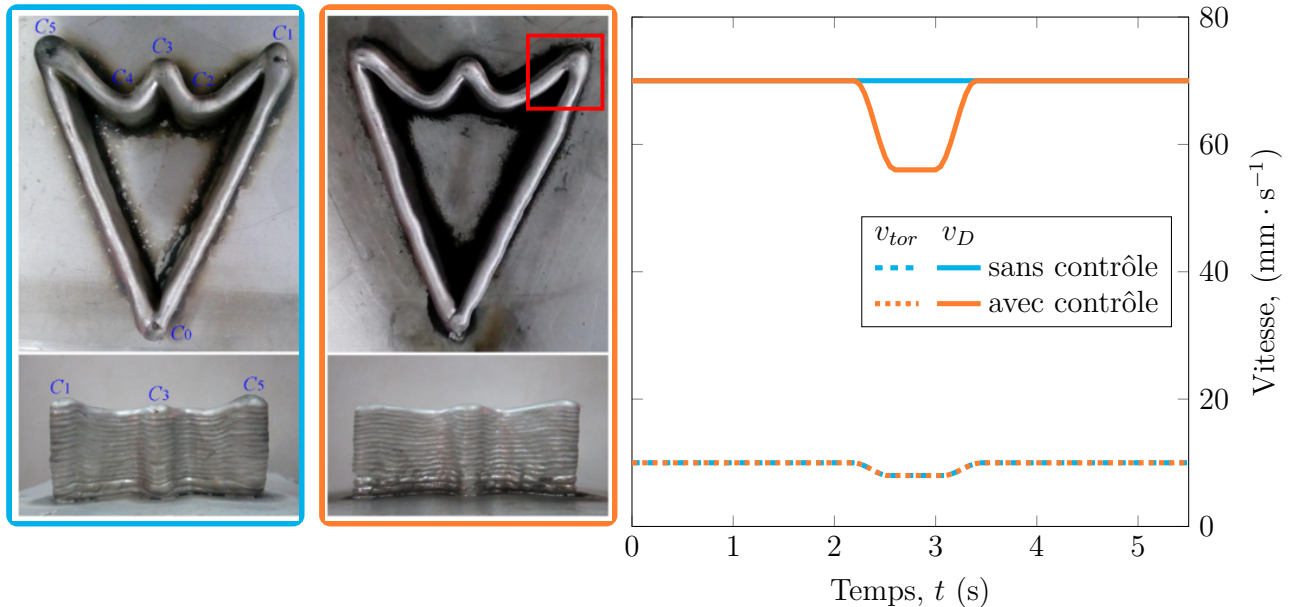 C5
C1
C3
C4
C2
C0
C1
C3
C5
80
60
40
20
0
Vitesse, (mm · s⁻¹)
v_tor v_D
sans contrôle
avec contrôle
0 1 2 3 4 5
Temps, t (s)